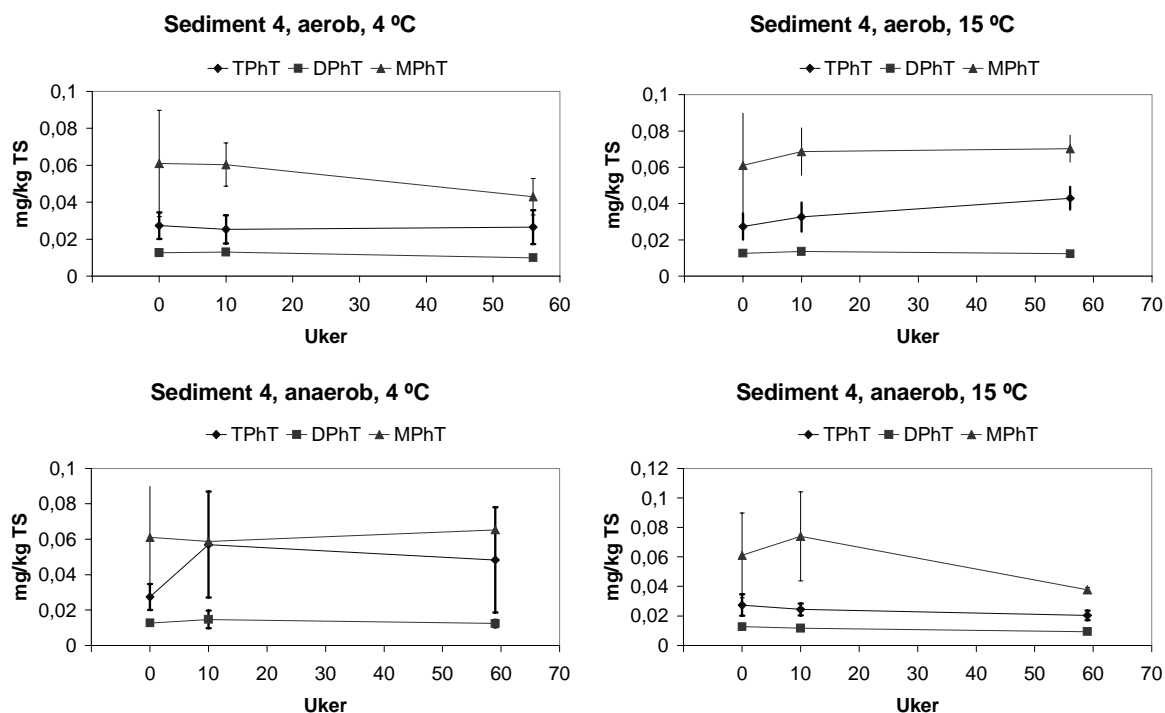 Sediment 4, aerob, 4 ºC
TPhT DPhT MPhT
0,1
0,08
0,06
0,04
0,02
0
mg/kg TS
0 10 20 30 40 50 60
Uker
Sediment 4, aerob, 15 ºC
TPhT DPhT MPhT
0,1
0,08
0,06
0,04
0,02
0
mg/kg TS
0 10 20 30 40 50 60 70
Uker
Sediment 4, anaerob, 4 ºC
TPhT DPhT MPhT
0,1
0,08
0,06
0,04
0,02
0
mg/kg TS
0 10 20 30 40 50 60 70
Uker
Sediment 4, anaerob, 15 ºC
TPhT DPhT MPhT
0,12
0,1
0,08
0,06
0,04
0,02
0
mg/kg TS
0 10 20 30 40 50 60 70
Uker